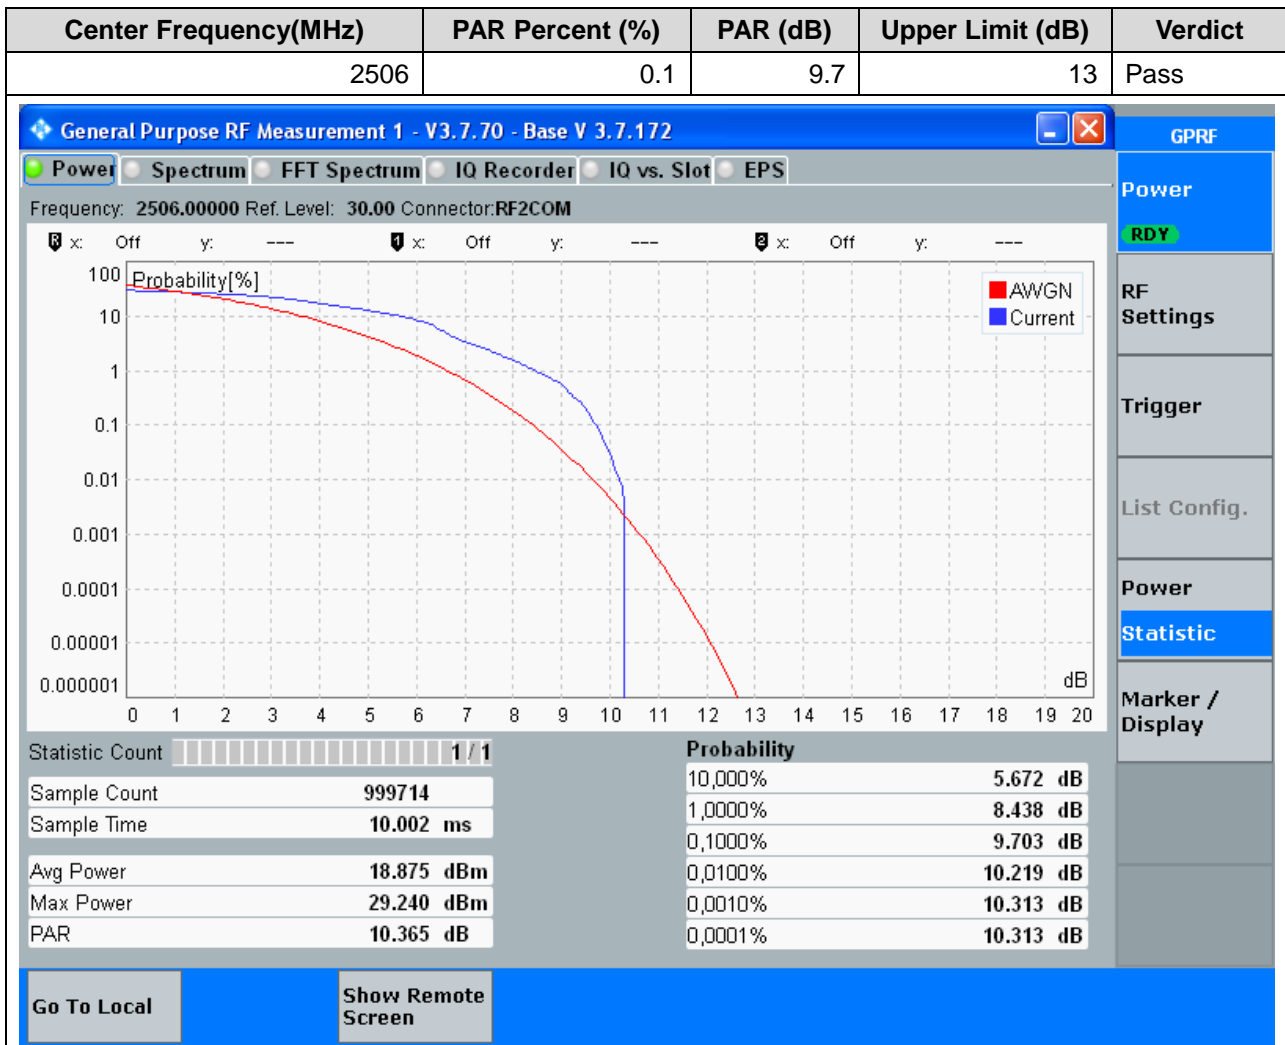 Center Frequency(MHz) PAR Percent (%) PAR (dB) Upper Limit (dB) Verdict
2506 0.1 9.7 13 Pass
General Purpose RF Measurement 1 - V3.7.70 - Base V 3.7.172
GPRF
Power Spectrum FFT Spectrum IQ Recorder IQ vs. Slot EPS
Power
RDY
Frequency: 2506.00000 Ref. Level: 30.00 Connector:RF2COM
R x: Off y: --- 1 x: Off y: --- 2 x: Off y: ---
Probability[%]
AWGN
Current
100
10
1
0.1
0.01
0.001
0.0001
0.00001
0.000001
dB
0 1 2 3 4 5 6 7 8 9 10 11 12 13 14 15 16 17 18 19 20
RF
Settings
Trigger
List Config.
Power
Statistic
Marker /
Display
Statistic Count 1 / 1
Sample Count 999714
Sample Time 10.002 ms
Avg Power 18.875 dBm
Max Power 29.240 dBm
PAR 10.365 dB
Probability
10,000% 5.672 dB
1,0000% 8.438 dB
0,1000% 9.703 dB
0,0100% 10.219 dB
0,0010% 10.313 dB
0,0001% 10.313 dB
Go To Local
Show Remote
Screen